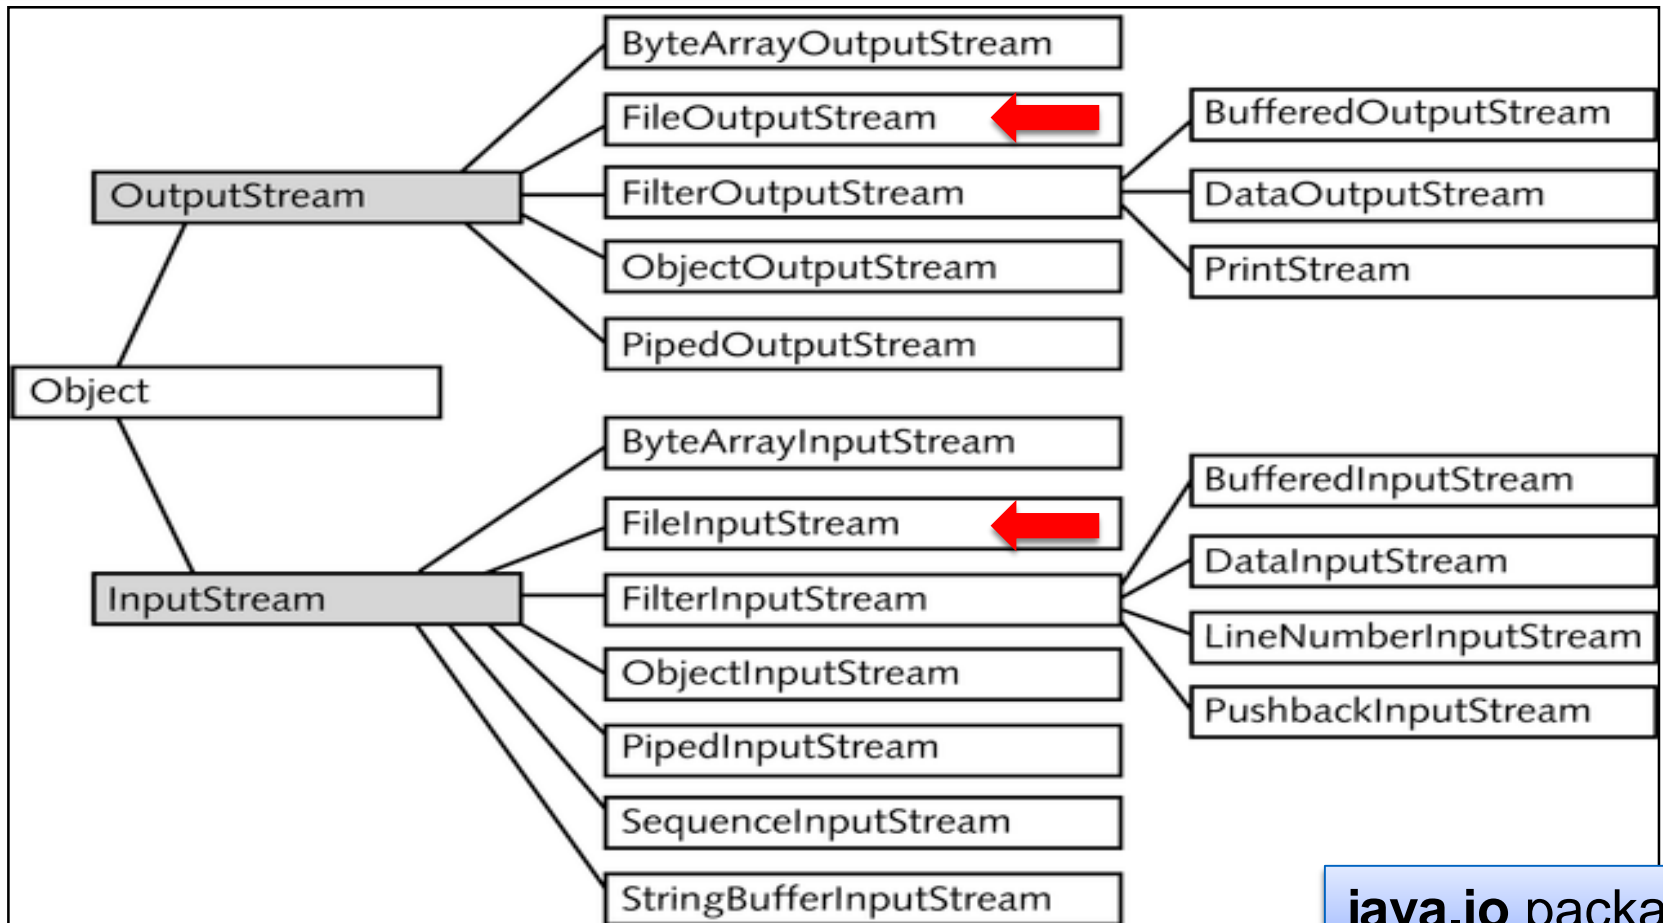 ByteArrayOutputStream
FileOutputStream
BufferedOutputStream
OutputStream
FilterOutputStream
DataOutputStream
ObjectOutputStream
PrintStream
PipedOutputStream
Object
ByteArrayInputStream
BufferedInputStream
FileInputStream
DataInputStream
InputStream
FilterInputStream
LineNumberInputStream
ObjectInputStream
PushbackInputStream
PipedInputStream
SequenceInputStream
StringBufferInputStream
java.io